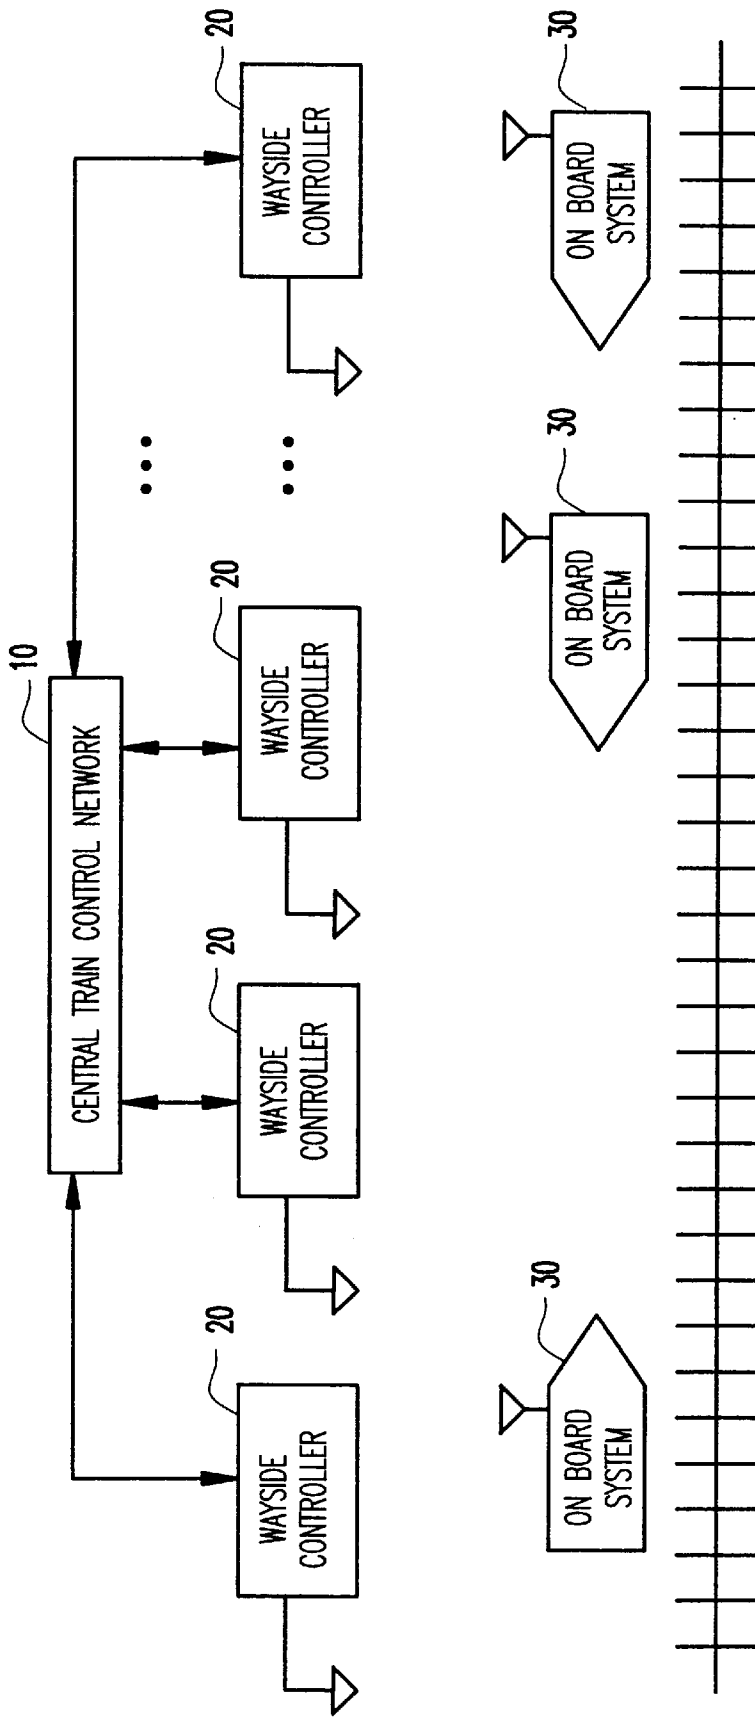 10
CENTRAL TRAIN CONTROL NETWORK
20
WAYSIDE
CONTROLLER
20
WAYSIDE
CONTROLLER
20
WAYSIDE
CONTROLLER
20
WAYSIDE
CONTROLLER
30
ON BOARD
SYSTEM
30
ON BOARD
SYSTEM
30
ON BOARD
SYSTEM